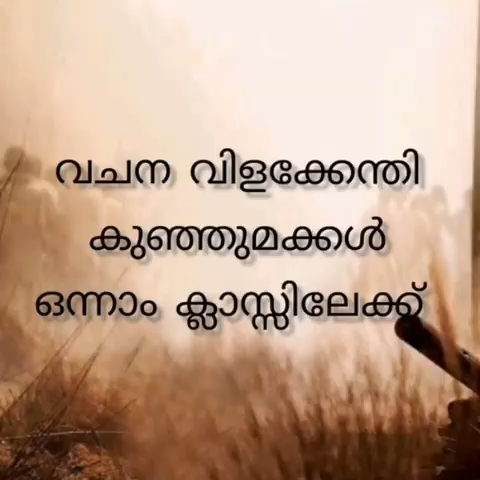 വചന വിളക്കേന്തി
കുഞ്ഞുമക്കൾ
ഒന്നാം ക്ലാസ്സിലേക്ക്